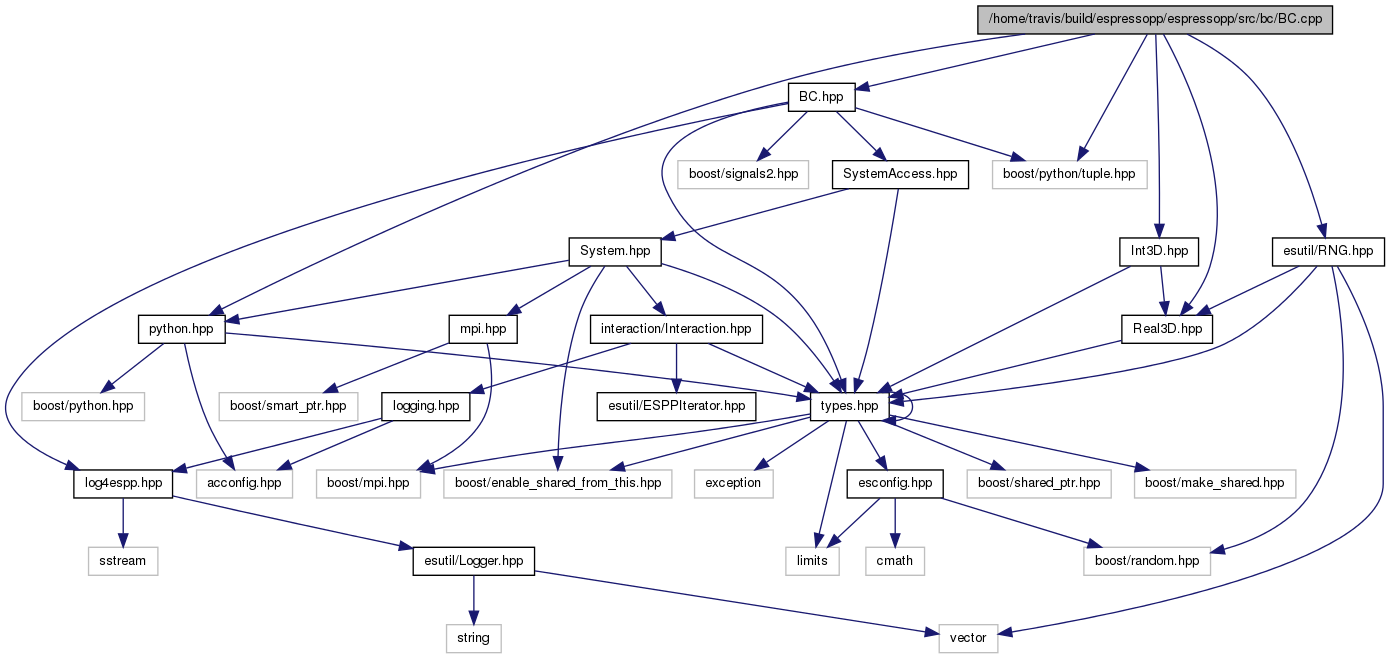 /home/travis/build/espressopp/espressopp/src/bc/BC.cpp
BC.hpp
boost/signals2.hpp
SystemAccess.hpp
boost/python/tuple.hpp
System.hpp
Int3D.hpp
esutil/RNG.hpp
python.hpp
mpi.hpp
interaction/Interaction.hpp
Real3D.hpp
boost/python.hpp
boost/smart_ptr.hpp
logging.hpp
esutil/ESPPIterator.hpp
types.hpp
log4espp.hpp
acconfig.hpp
boost/mpi.hpp
boost/enable_shared_from_this.hpp
exception
esconfig.hpp
boost/shared_ptr.hpp
boost/make_shared.hpp
sstream
esutil/Logger.hpp
limits
cmath
boost/random.hpp
string
vector